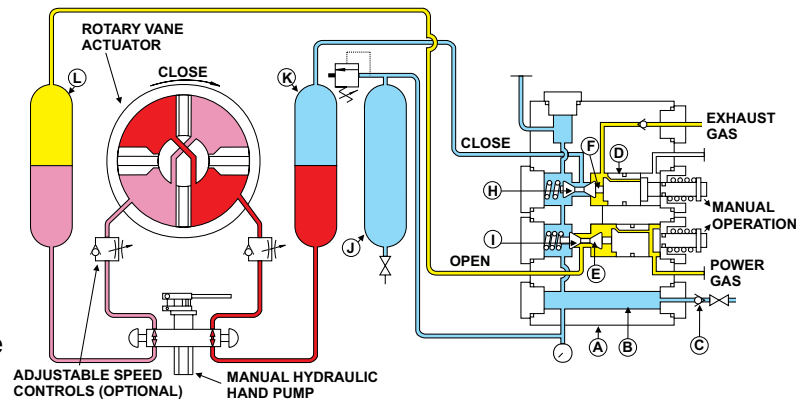 ROTARY VANE
ACTUATOR
CLOSE
L
K
J
CLOSE
OPEN
EXHAUST
GAS
F
D
H
I
E
MANUAL
OPERATION
POWER
GAS
A
B
C
e
ADJUSTABLE SPEED
CONTROLS (OPTIONAL)
MANUAL HYDRAULIC
HAND PUMP